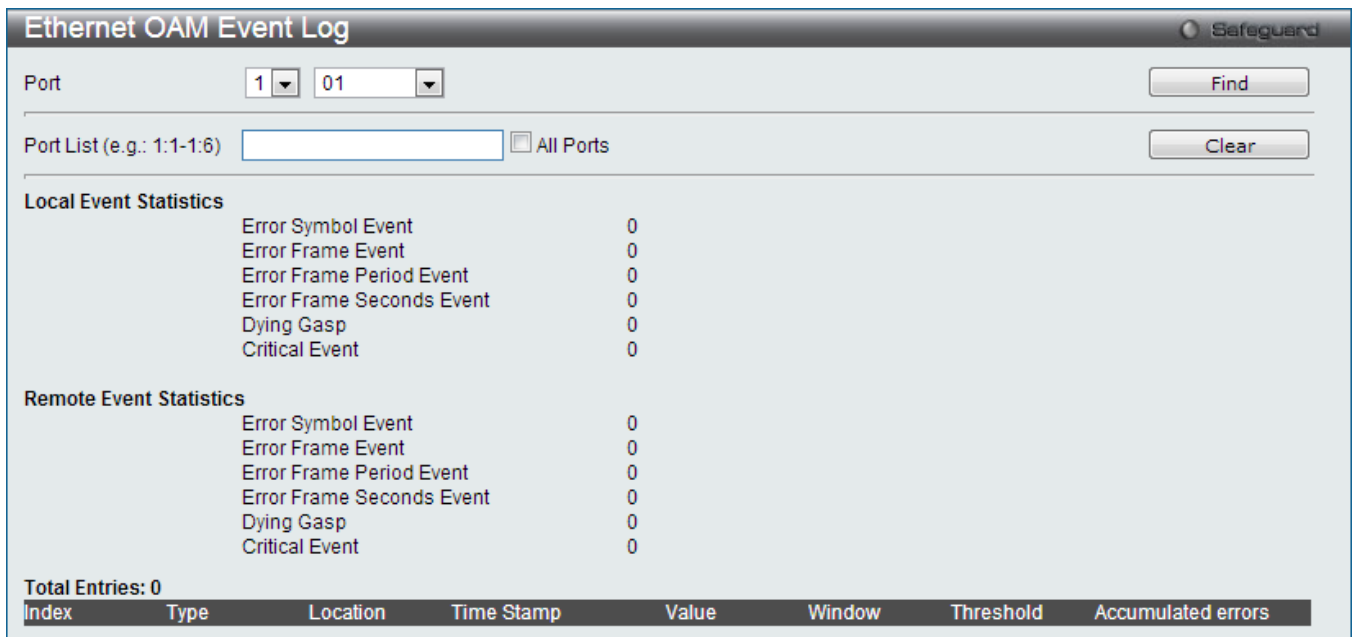 Ethernet OAM Event Log Safeguard
Port 1 01 Find
Port List (e.g.: 1:1-1:6) All Ports Clear
Local Event Statistics
Error Symbol Event 0
Error Frame Event 0
Error Frame Period Event 0
Error Frame Seconds Event 0
Dying Gasp 0
Critical Event 0
Remote Event Statistics
Error Symbol Event 0
Error Frame Event 0
Error Frame Period Event 0
Error Frame Seconds Event 0
Dying Gasp 0
Critical Event 0
Total Entries: 0
Index Type Location Time Stamp Value Window Threshold Accumulated errors